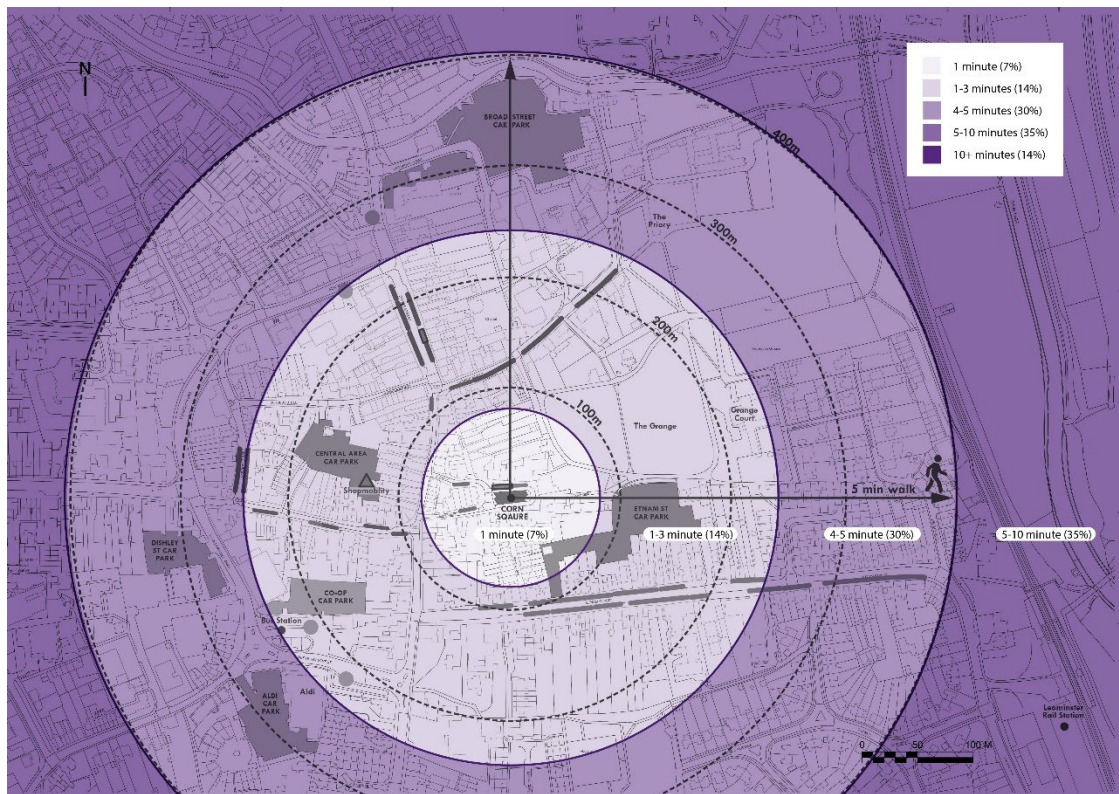 N
1 minute (7%)
1-3 minutes (14%)
4-5 minutes (30%)
5-10 minutes (35%)
10+ minutes (14%)
BROAD STREET
CAR PARK
400m
The
Priory
300m
200m
100m
The Grange
Grange
Court
CENTRAL AREA
CAR PARK
Shopmobility
5 min walk
CORN
SQAURE
ETNAM ST
CAR PARK
1 minute (7%)
1-3 minute (14%)
4-5 minute (30%)
5-10 minute (35%)
DISHLEY
ST CAR
PARK
CO-OP
CAR PARK
Bus Station
Aldi
ALDI
CAR
PARK
Leominster
Rail Station
0
50
100 M